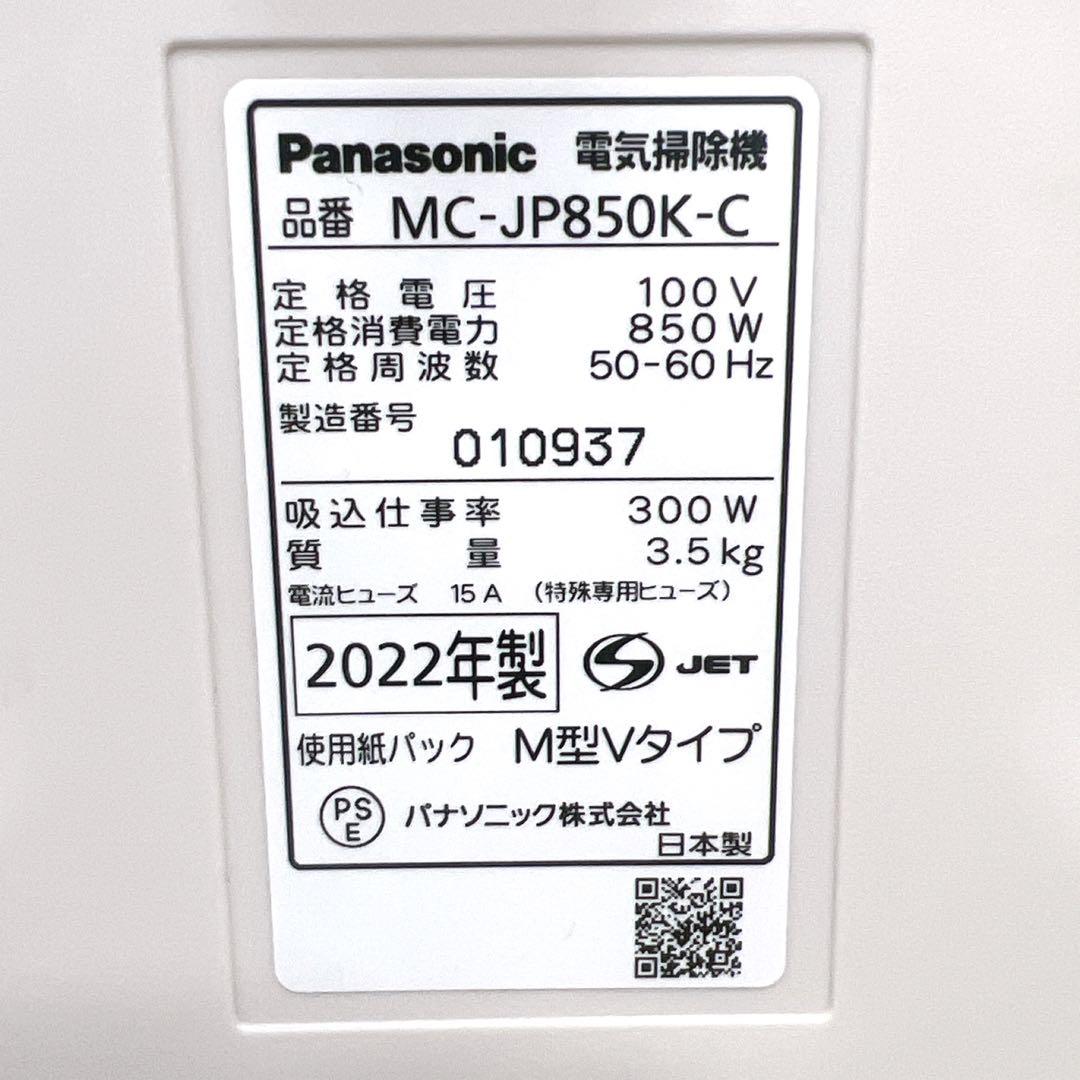 Panasonic 電気掃除機
品番 MC-JP850K-C
定格電圧 100V
定格消費電力 850W
定格周波数 50-60Hz
製造番号
010937
吸込仕事率 300W
質量 3.5kg
電流ヒューズ 15A (特殊専用ヒューズ)
2022年製 S JET
使用紙パック M型Vタイプ
PSE パナソニック株式会社
日本製